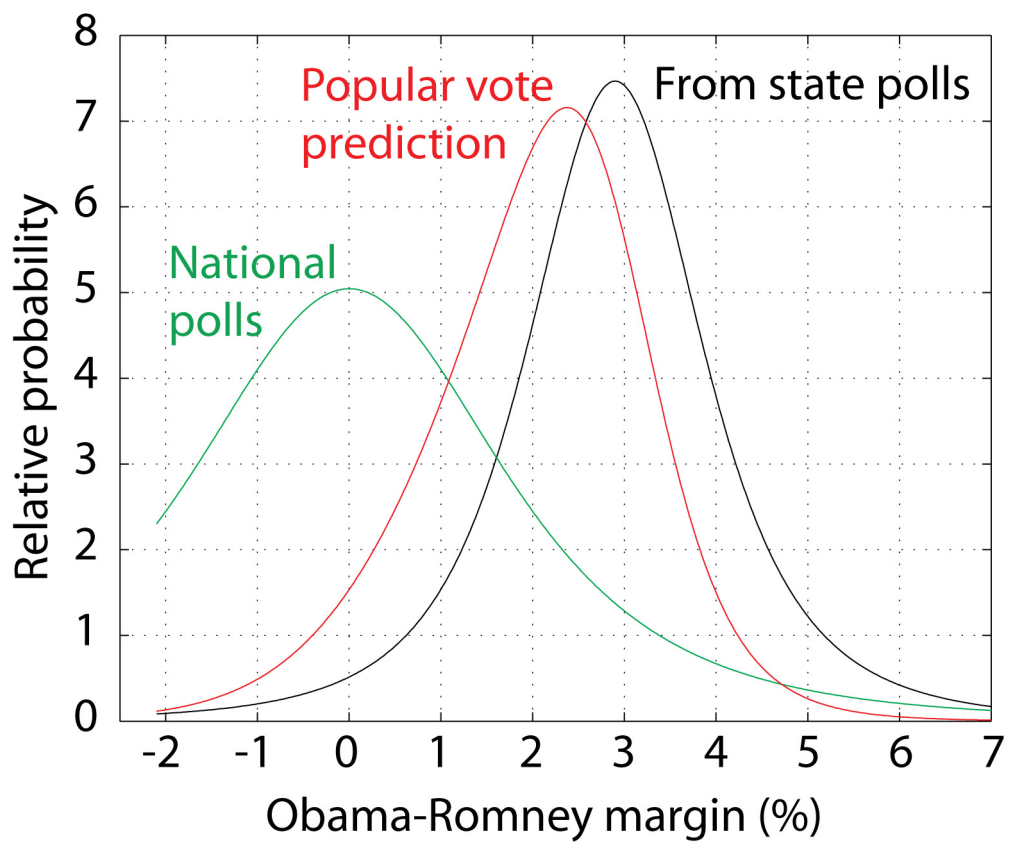 8
7
6
5
4
3
2
1
0
Relative probability
Popular vote
prediction
From state polls
National
polls
-2 -1 0 1 2 3 4 5 6 7
Obama-Romney margin (%)